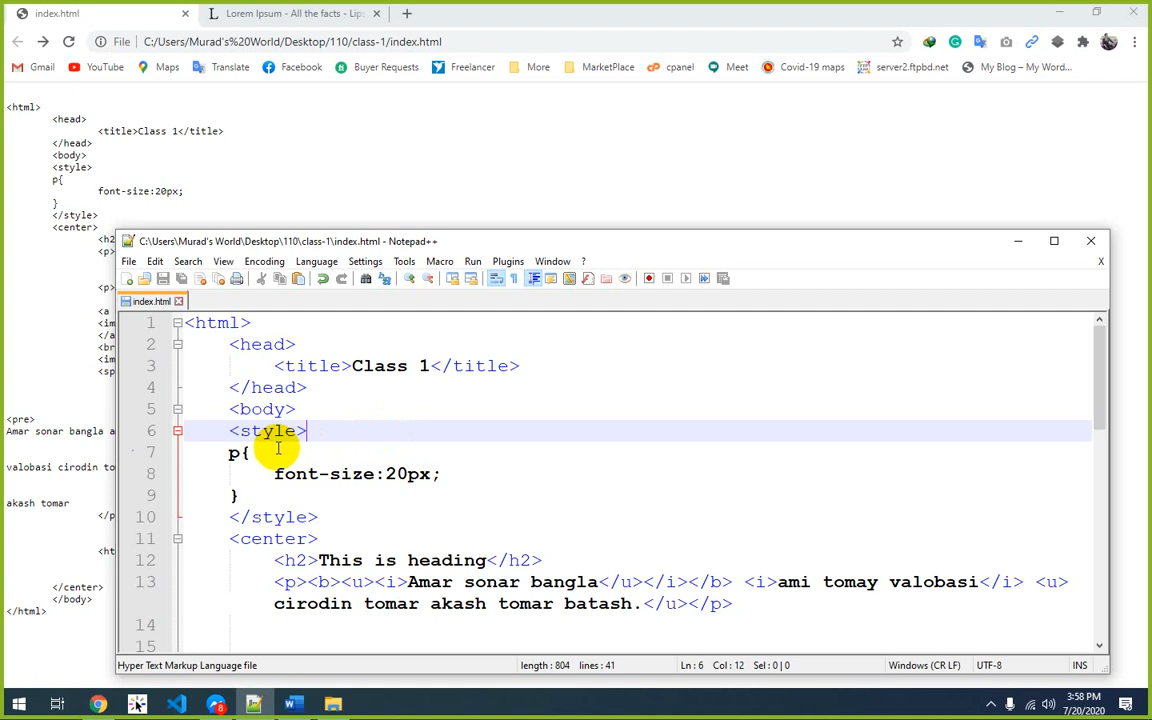 index.html
Lorem Ipsum - All the facts - Lips
File C:/Users/Murad's%20World/Desktop/110/class-1/index.html
Gmail YouTube Maps Translate Facebook Buyer Requests Freelancer More MarketPlace cpanel Meet Covid-19 maps server2.ftpbd.net My Blog – My Word...
<html>
<head>
<title>Class 1</title>
</head>
<body>
<style>
p{
font-size:20px;
}
</style>
<center>
<h2
<p>
<p>
<a
<im
</a
<br
<im
<sp
<pre>
Amar sonar bangla a
valobasi cirodin to
akash tomar
</p
<ht
</center>
</body>
</html>
C:\Users\Murad's World\Desktop\110\class-1\index.html - Notepad++
File Edit Search View Encoding Language Settings Tools Macro Run Plugins Window ? X
index.html
1 <html>
2 <head>
3 <title>Class 1</title>
4 </head>
5 <body>
6 <style>
7 p{
8 font-size:20px;
9 }
10 </style>
11 <center>
12 <h2>This is heading</h2>
13 <p><b><u><i>Amar sonar bangla</u></i></b> <i>ami tomay valobasi</i> <u>
cirodin tomar akash tomar batash.</u></p>
14
15
Hyper Text Markup Language file length : 804 lines : 41 Ln : 6 Col : 12 Sel : 0 | 0 Windows (CR LF) UTF-8 INS
8
3:58 PM
7/20/2020